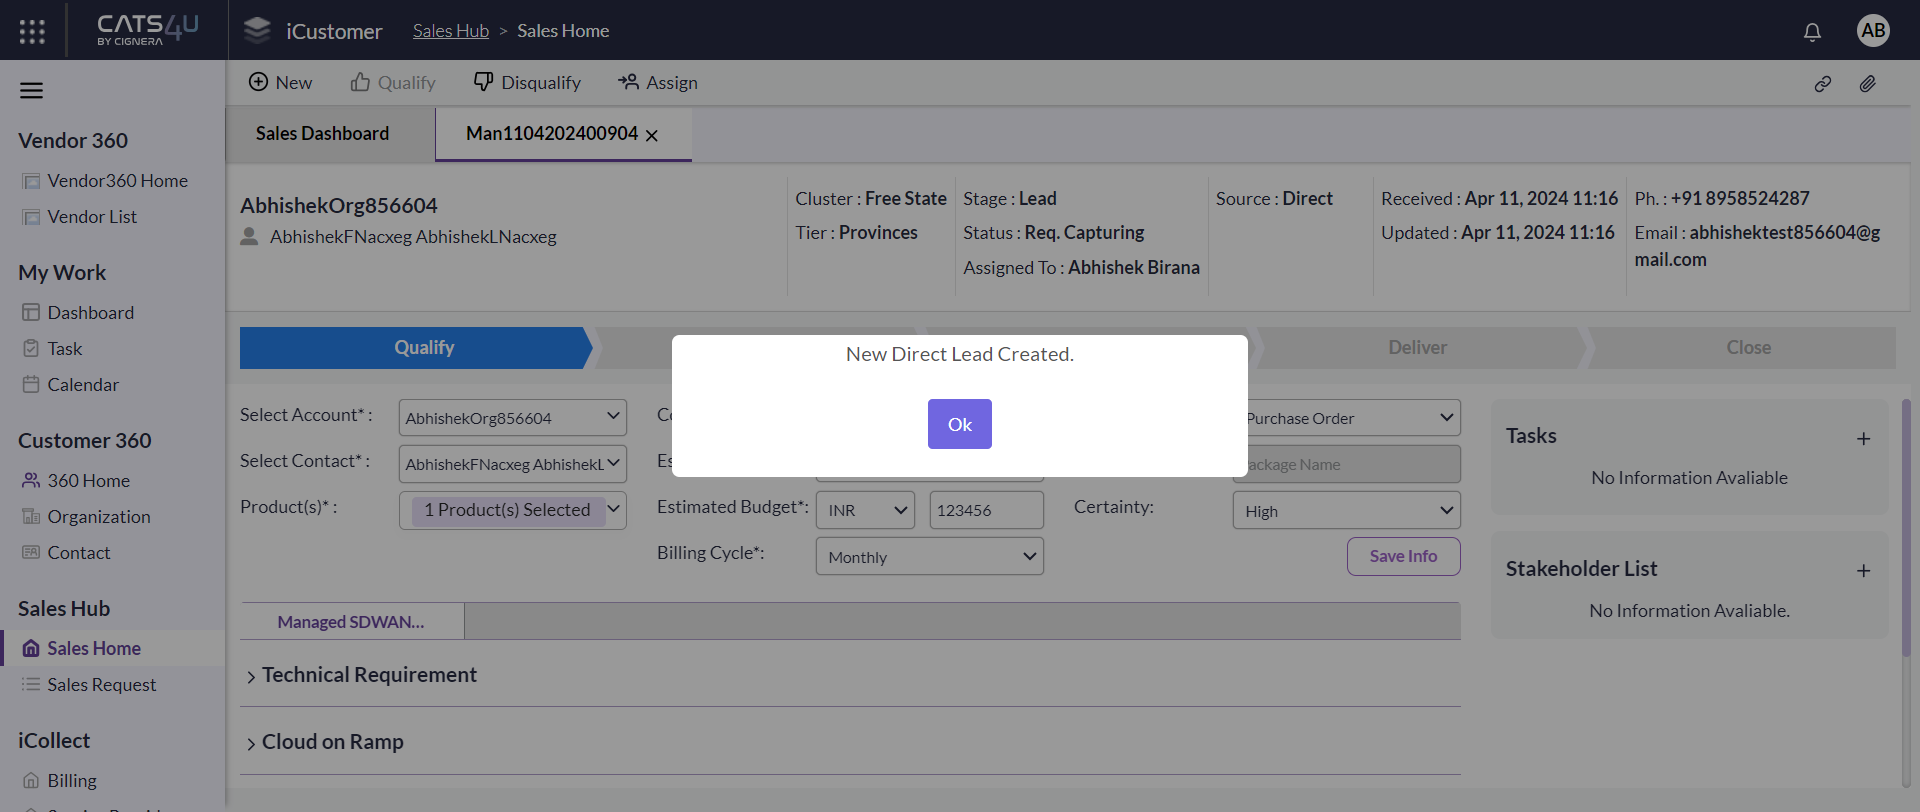 CATS4U
BY CIGNERA
iCustomer
Sales Hub > Sales Home
AB
New
Qualify
Disqualify
Assign
Vendor 360
Vendor360 Home
Vendor List
My Work
Dashboard
Task
Calendar
Customer 360
360 Home
Organization
Contact
Sales Hub
Sales Home
Sales Request
iCollect
Billing
Sales Dashboard
Man1104202400904
AbhishekOrg856604
AbhishekFNacxeg AbhishekLNacxeg
Cluster : Free State
Tier : Provinces
Stage : Lead
Status : Req. Capturing
Assigned To : Abhishek Birana
Source : Direct
Received : Apr 11, 2024 11:16
Updated : Apr 11, 2024 11:16
Ph. : +91 8958524287
Email : abhishektest856604@g
mail.com
Qualify
Deliver
Close
New Direct Lead Created.
Ok
Select Account* :
AbhishekOrg856604
Purchase Order
Select Contact* :
AbhishekFNacxeg AbhishekL
ackage Name
Product(s)* :
1 Product(s) Selected
Estimated Budget*:
INR
123456
Certainty:
High
Billing Cycle*:
Monthly
Save Info
Managed SDWAN...
Technical Requirement
Cloud on Ramp
Tasks
No Information Avaliable
Stakeholder List
No Information Avaliable.